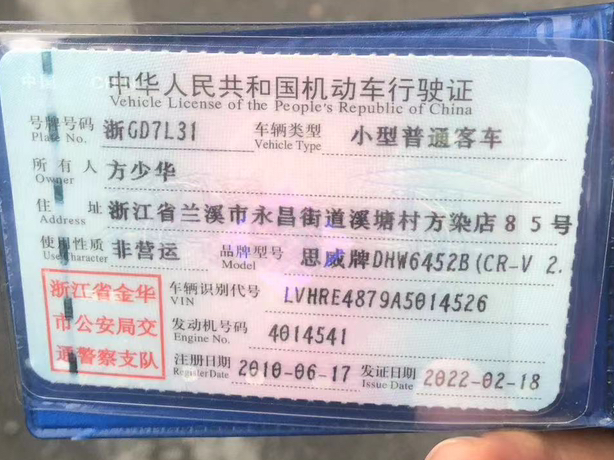 中华人民共和国机动车行驶证
Vehicle License of the People's Republic of China
号牌号码 浙GD7L31 车辆类型 小型普通客车
Plate No. Vehicle Type
所有人 方少华
Owner
住址 浙江省兰溪市永昌街道溪塘村方染店85号
Address
使用性质 非营运 品牌型号 思威牌DHW6452B(CR-V 2.
Use Character Model
浙江省金华
市公安局交
通警察支队
车辆识别代号 LVHRE4879A5014526
VIN
发动机号码 4014541
Engine No.
注册日期 2010-06-17 发证日期 2022-02-18
Register Date Issue Date